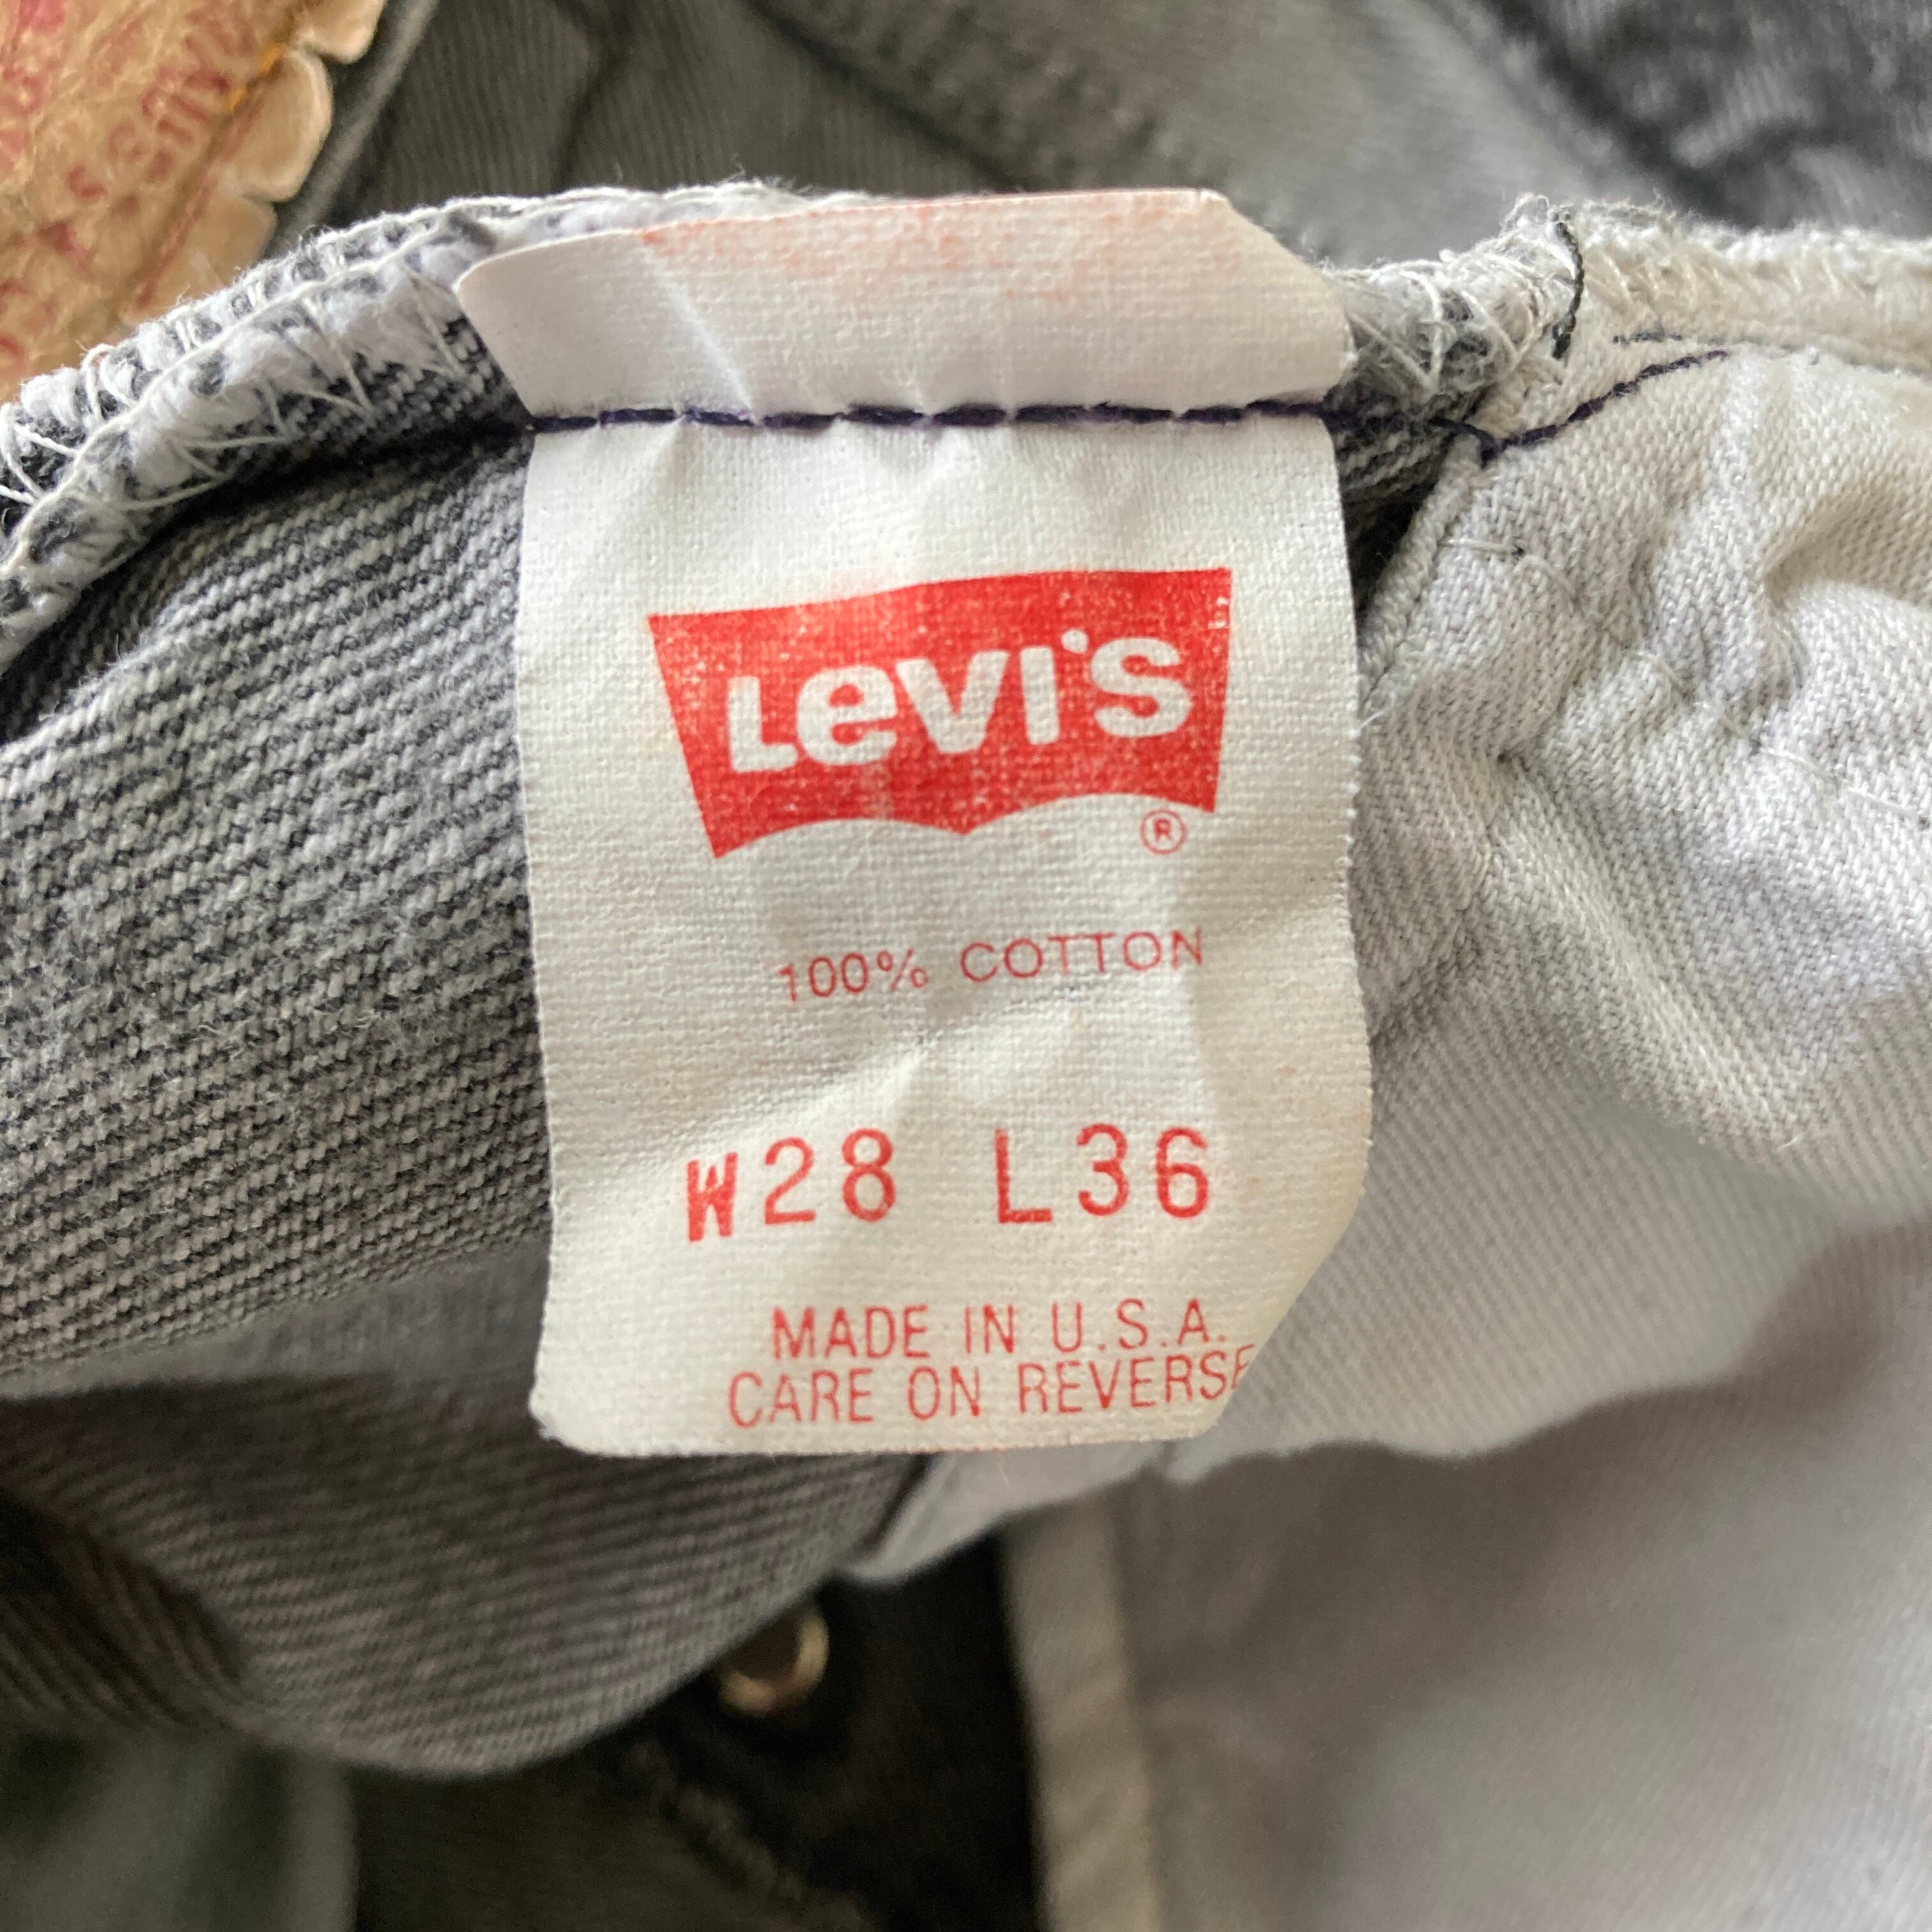 LEVI'S
®
100% COTTON
W28 L36
MADE IN U.S.A.
CARE ON REVERSE